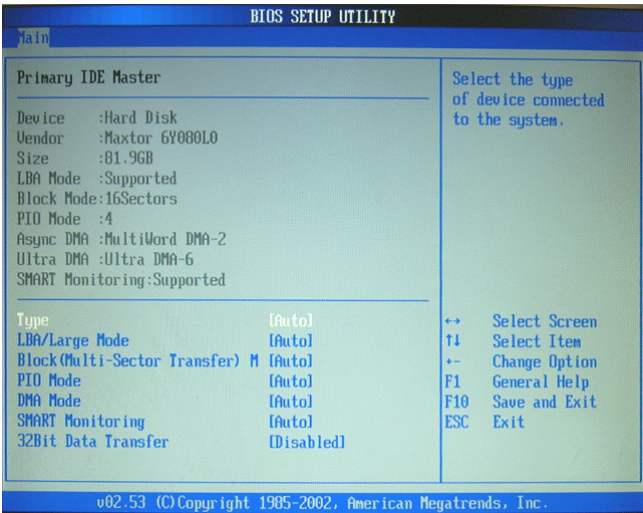 BIOS SETUP UTILITY
Main
Primary IDE Master
Device :Hard Disk
Vendor :Maxtor 6Y080L0
Size :81.9GB
LBA Mode :Supported
Block Mode:16Sectors
PIO Mode :4
Async DMA :MultiWord DMA-2
Ultra DMA :Ultra DMA-6
SMART Monitoring:Supported
Type [Auto]
LBA/Large Mode [Auto]
Block(Multi-Sector Transfer) M [Auto]
PIO Mode [Auto]
DMA Mode [Auto]
SMART Monitoring [Auto]
32Bit Data Transfer [Disabled]
Select the type
of device connected
to the system.
↔ Select Screen
↑↓ Select Item
+- Change Option
F1 General Help
F10 Save and Exit
ESC Exit
v02.53 (C)Copyright 1985-2002, American Megatrends, Inc.